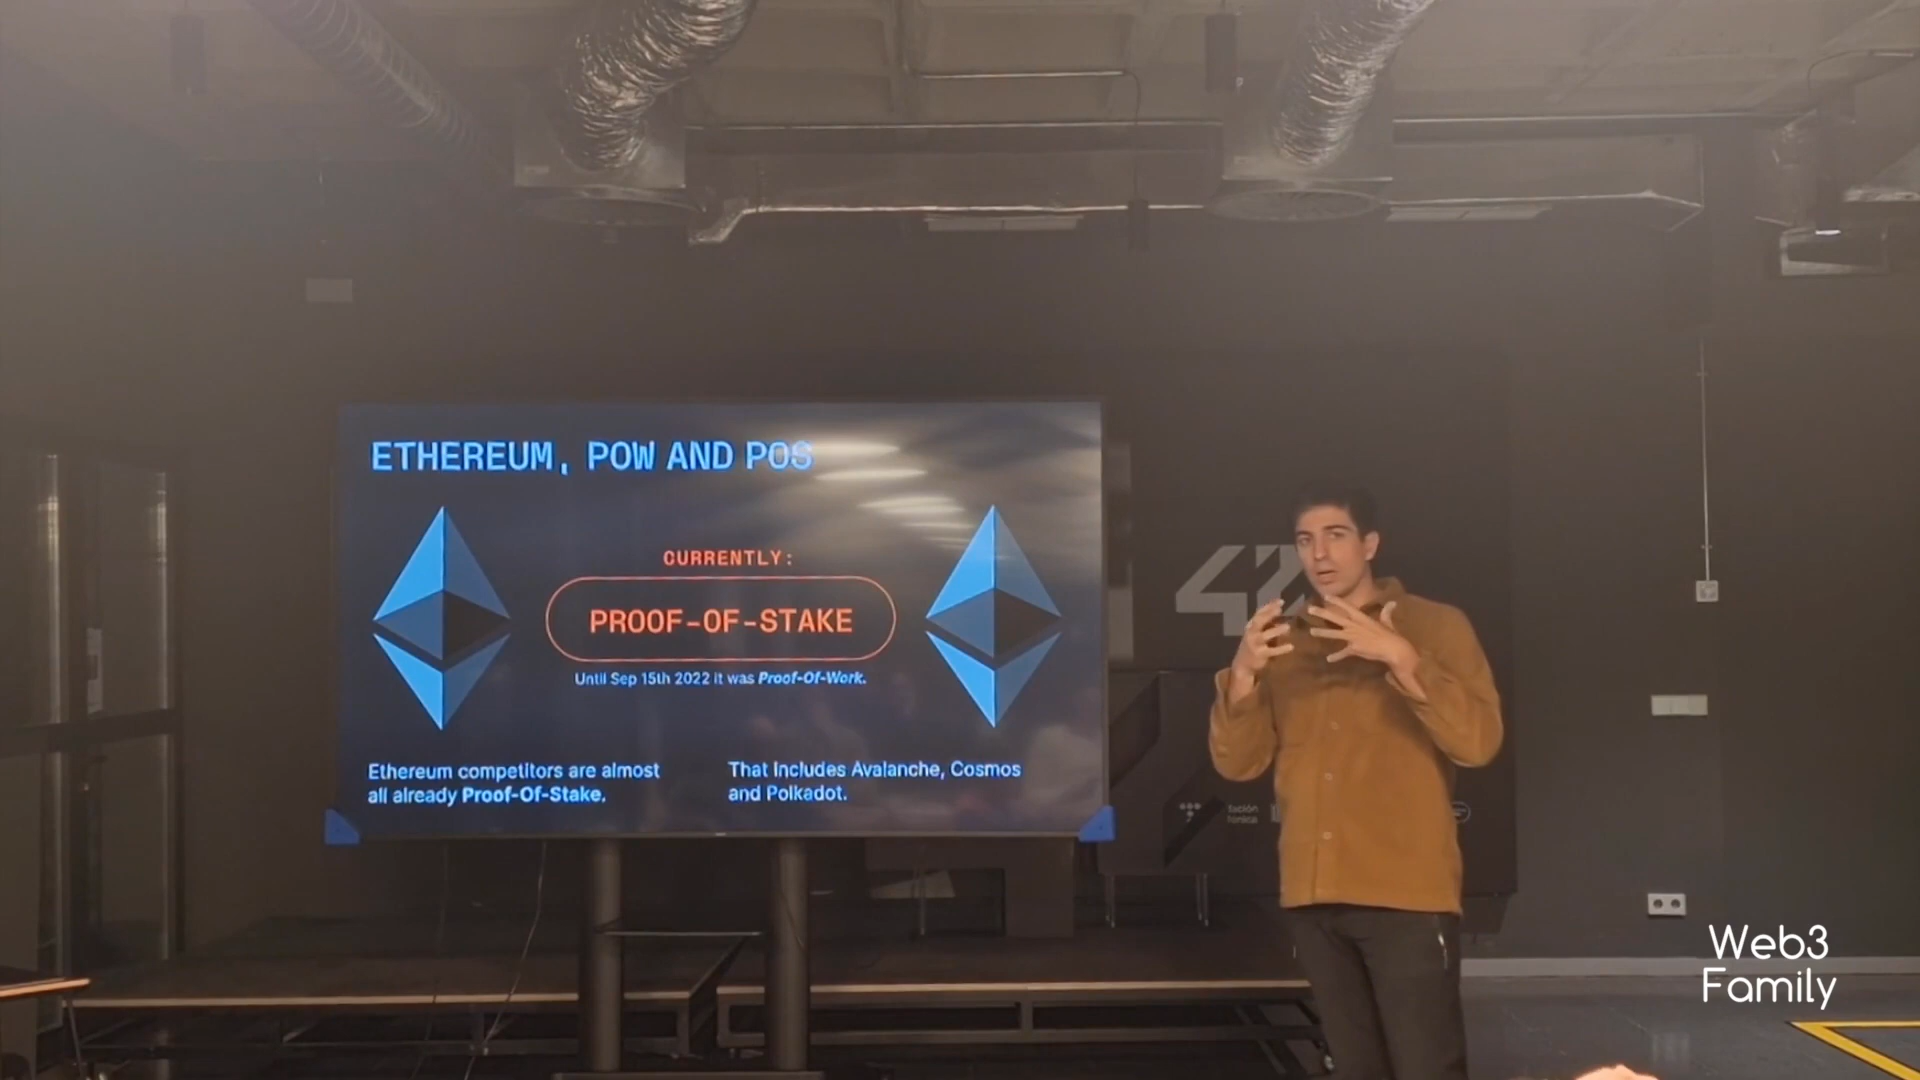 ETHEREUM, POW AND POS
CURRENTLY:
PROOF-OF-STAKE
Until Sep 15th 2022 it was Proof-Of-Work.
Ethereum competitors are almost
all already Proof-Of-Stake.
That Includes Avalanche, Cosmos
and Polkadot.
42
Web3
Family